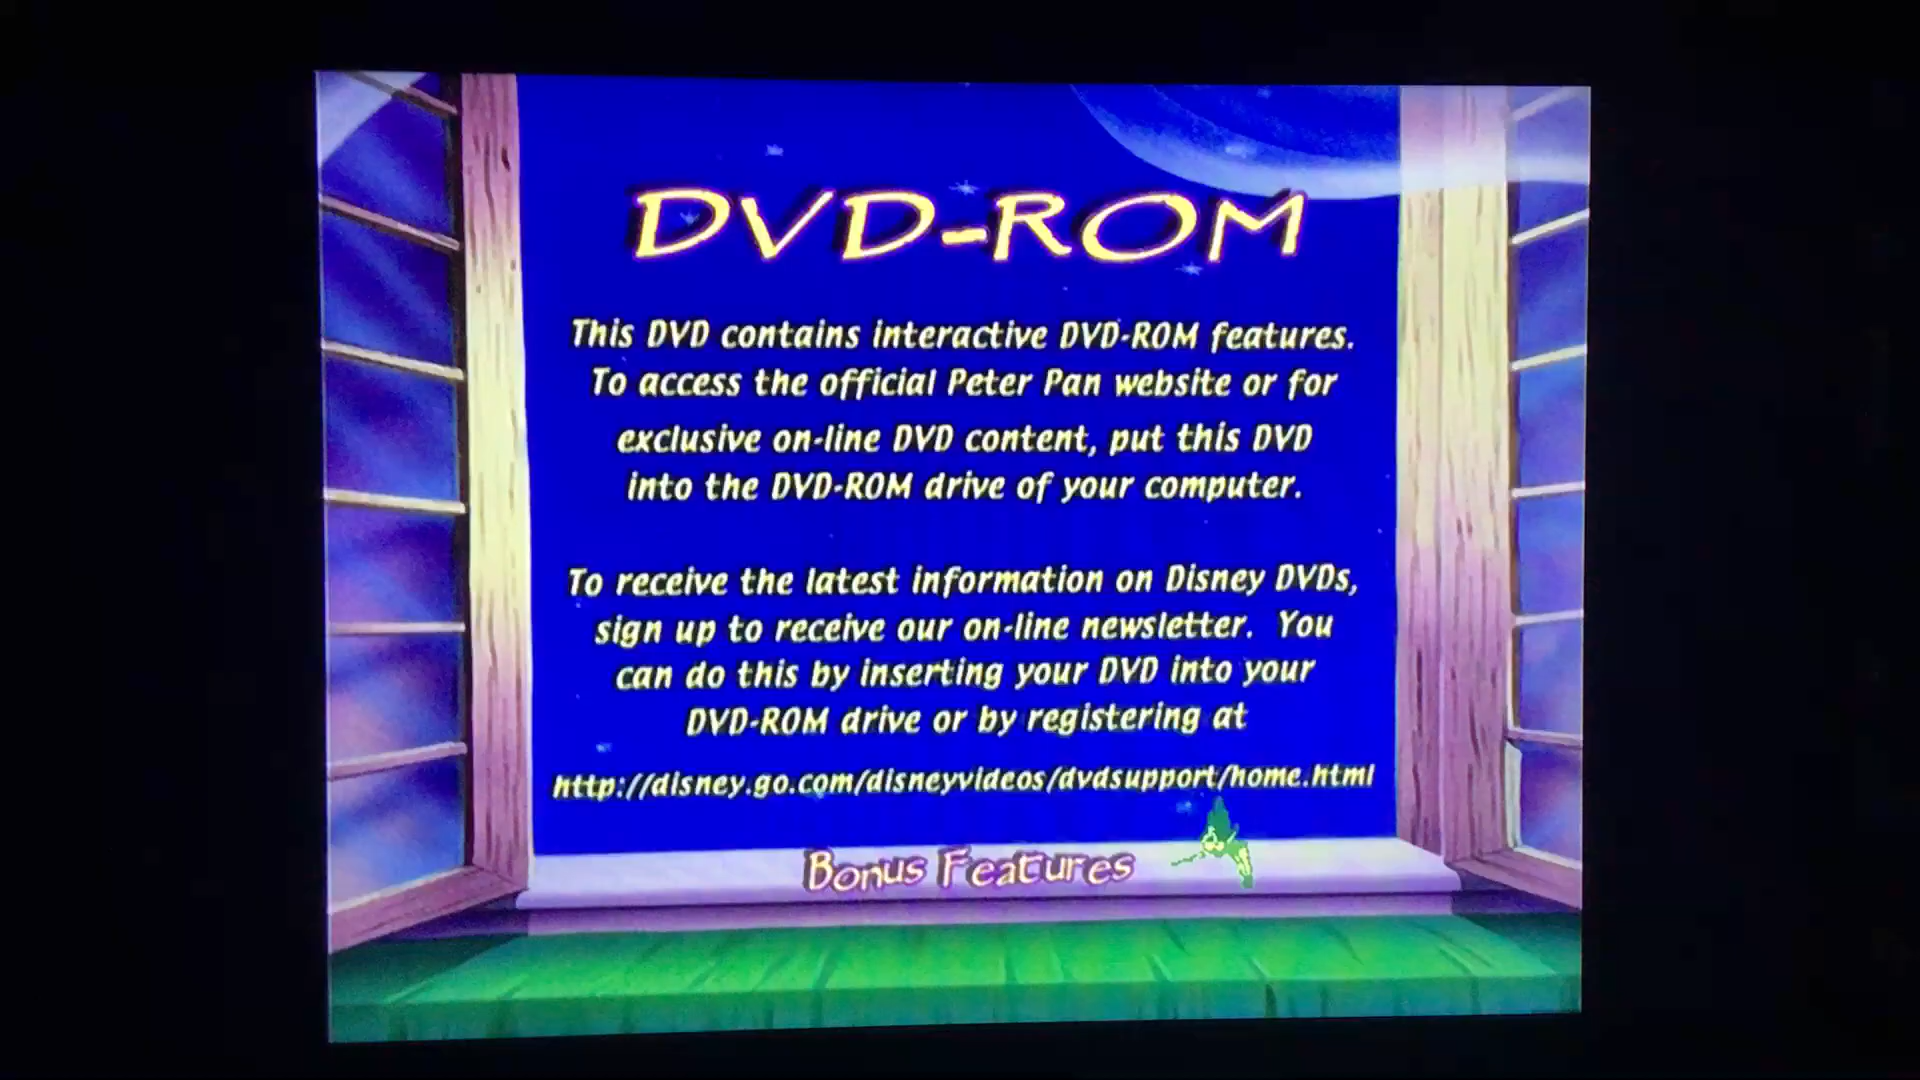 DVD-ROM
This DVD contains interactive DVD-ROM features.
To access the official Peter Pan website or for
exclusive on-line DVD content, put this DVD
into the DVD-ROM drive of your computer.
To receive the latest information on Disney DVDs,
sign up to receive our on-line newsletter. You
can do this by inserting your DVD into your
DVD-ROM drive or by registering at
http://disney.go.com/disneyvideos/dvdsupport/home.html
Bonus Features